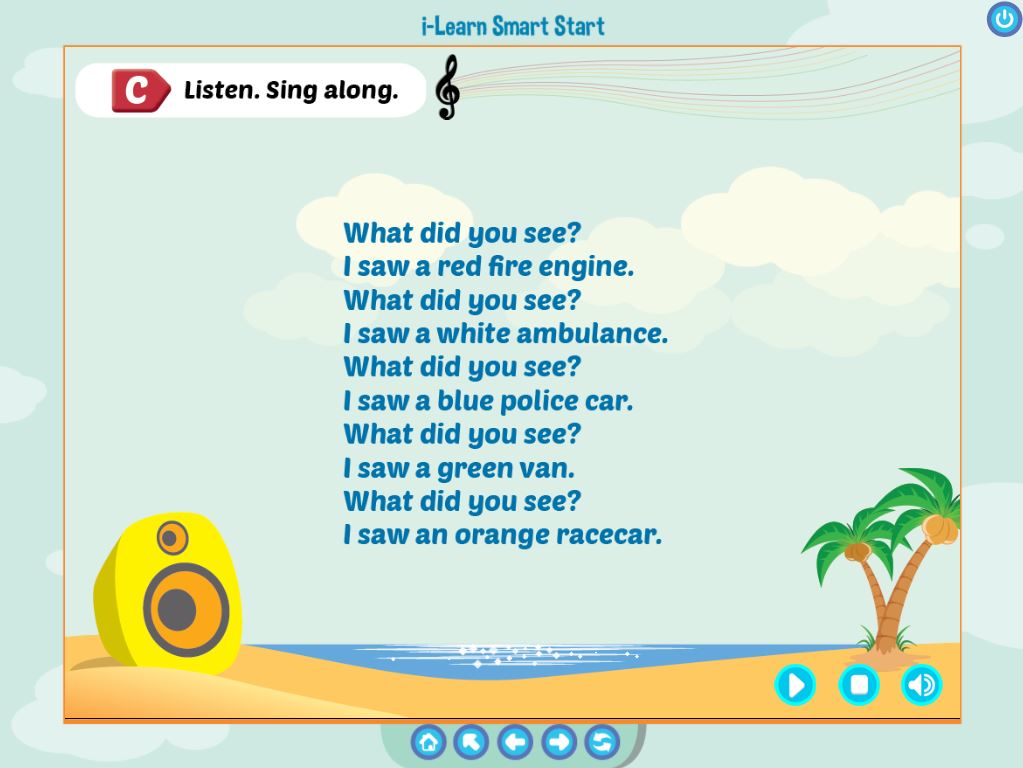 i-Learn Smart Start
C Listen. Sing along.
What did you see?
I saw a red fire engine.
What did you see?
I saw a white ambulance.
What did you see?
I saw a blue police car.
What did you see?
I saw a green van.
What did you see?
I saw an orange racecar.